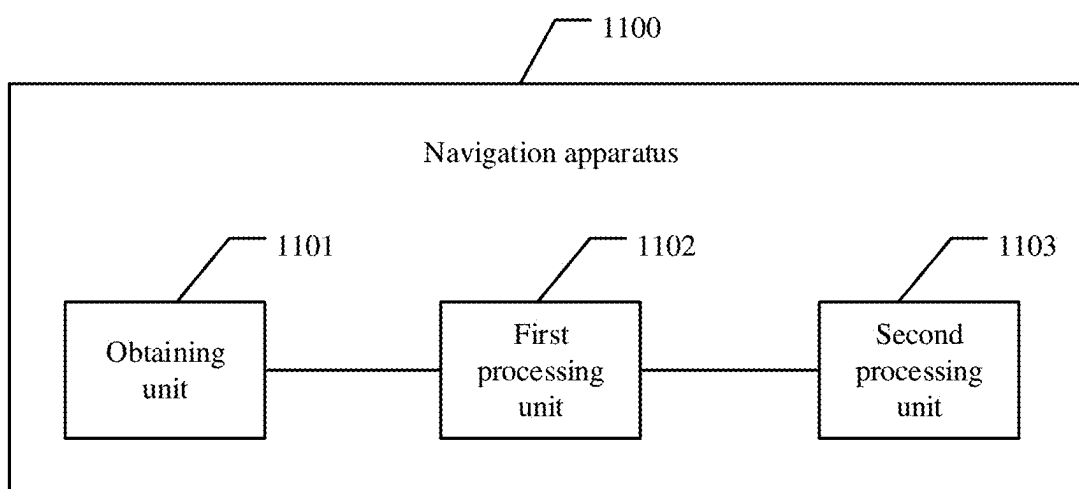 1100
Navigation apparatus
1101
1102
1103
Obtaining
unit
First
processing
unit
Second
processing
unit